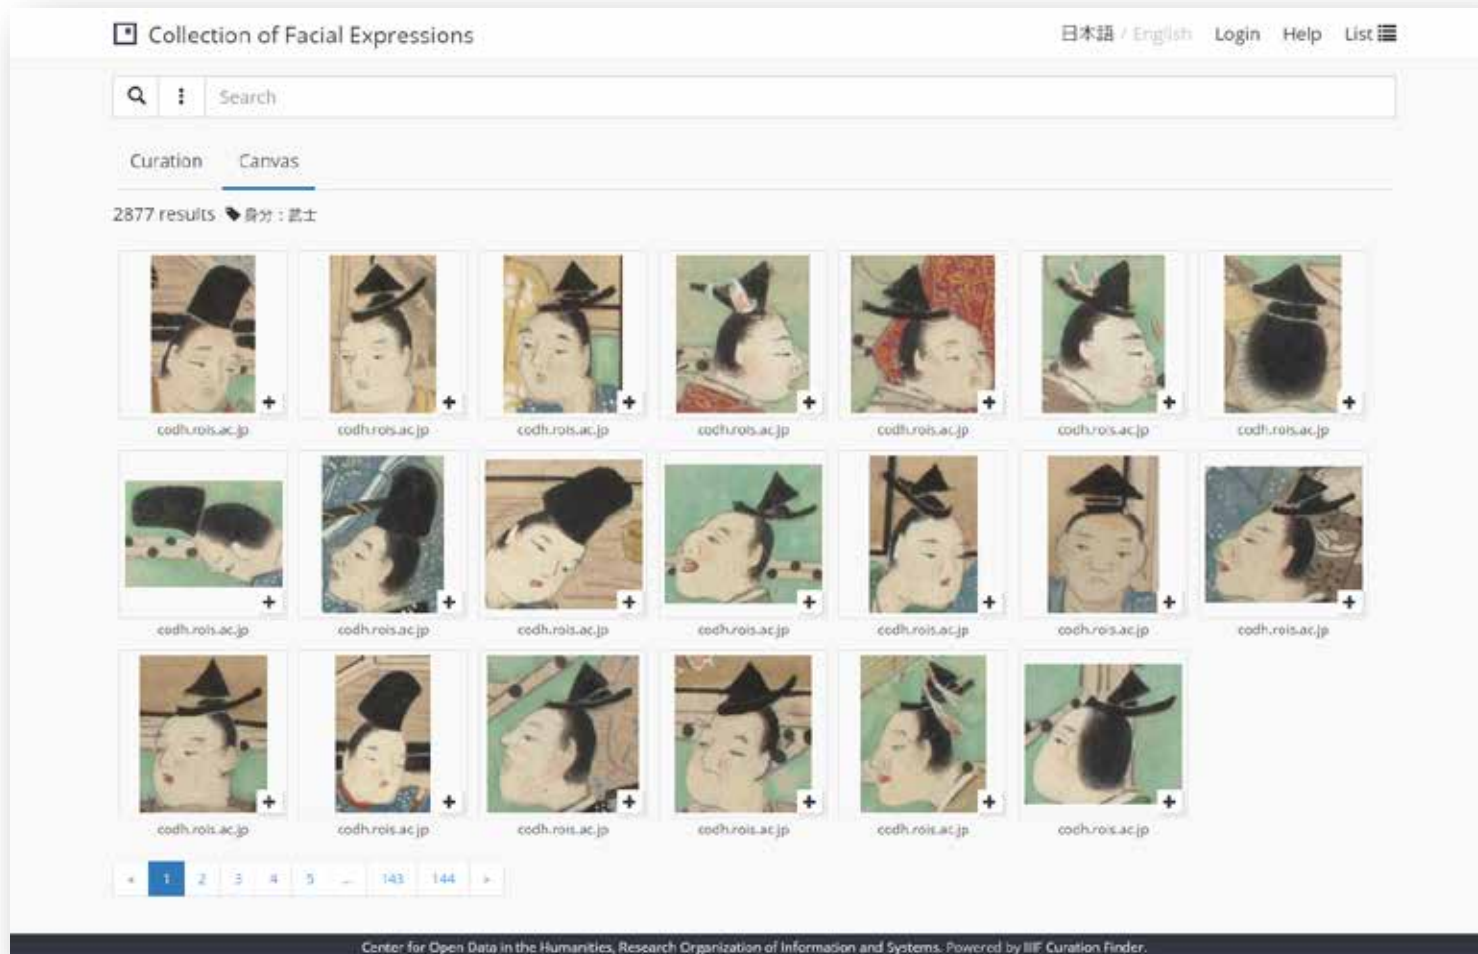 Collection of Facial Expressions
日本語 / English Login Help List
Search
Curation Canvas
2877 results 身分：武士
codh.rois.ac.jp codh.rois.ac.jp codh.rois.ac.jp codh.rois.ac.jp codh.rois.ac.jp codh.rois.ac.jp codh.rois.ac.jp
codh.rois.ac.jp codh.rois.ac.jp codh.rois.ac.jp codh.rois.ac.jp codh.rois.ac.jp codh.rois.ac.jp codh.rois.ac.jp
codh.rois.ac.jp codh.rois.ac.jp codh.rois.ac.jp codh.rois.ac.jp codh.rois.ac.jp codh.rois.ac.jp
« 1 2 3 4 5 ... 143 144 »
Center for Open Data in the Humanities, Research Organization of Information and Systems. Powered by IIIF Curation Finder.